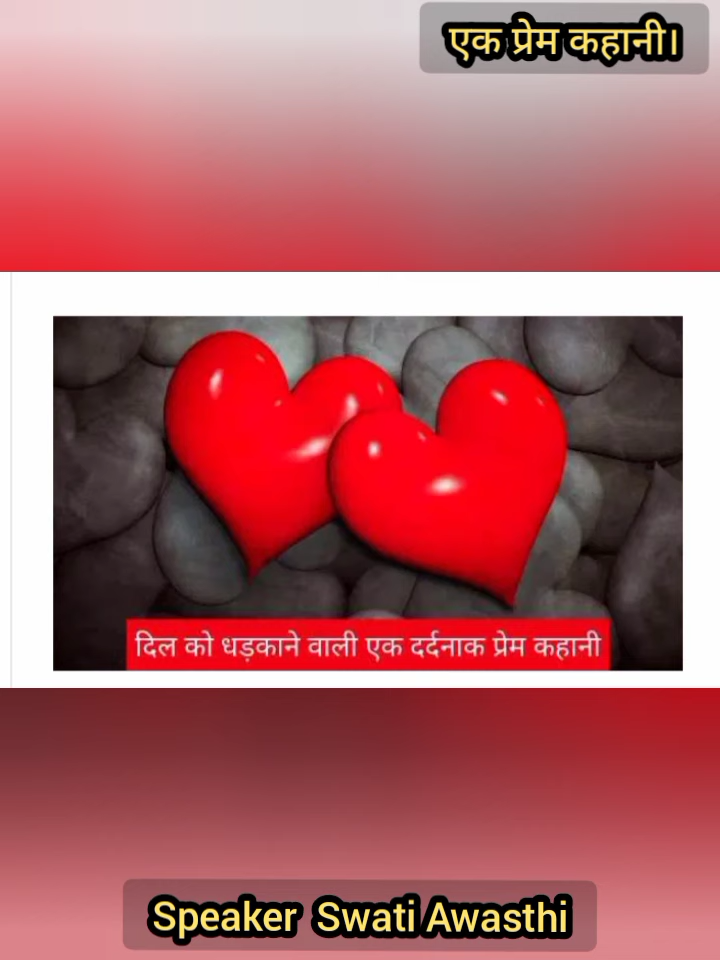 एक प्रेम कहानी।
दिल को धड़काने वाली एक दर्दनाक प्रेम कहानी
Speaker Swati Awasthi